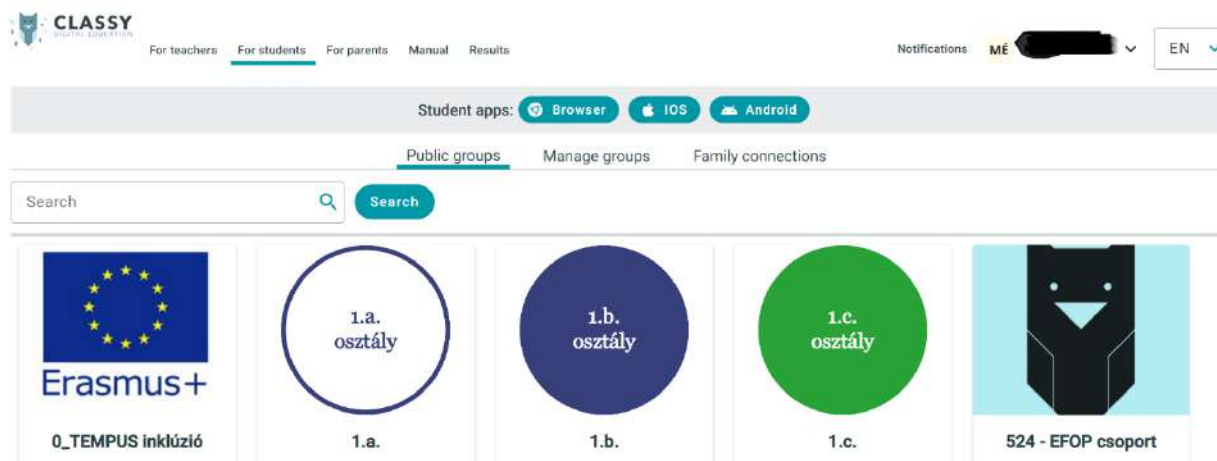 CLASSY
DIGITAL EDUCATION
For teachers For students For parents Manual Results
Notifications MÉ EN
Student apps: Browser IOS Android
Public groups Manage groups Family connections
Search Search
Erasmus+
1.a.
osztály
1.b.
osztály
1.c.
osztály
0_TEMPUS inklúzió 1.a. 1.b. 1.c. 524 - EFOP csoport